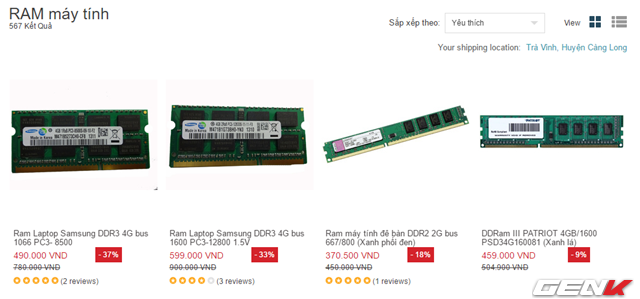 RAM máy tính
567 Kết Quả
Sắp xếp theo: Yêu thích View
Your shipping location: Trà Vinh, Huyện Càng Long
Ram Laptop Samsung DDR3 4G bus
1066 PC3- 8500
490.000 VND - 37%
780.000 VND
(2 reviews)
Ram Laptop Samsung DDR3 4G bus
1600 PC3-12800 1.5V
599.000 VND - 33%
900.000 VND
(3 reviews)
Ram máy tính để bàn DDR2 2G bus
667/800 (Xanh phối đen)
370.500 VND - 18%
450.000 VND
(1 reviews)
DDRam III PATRIOT 4GB/1600
PSD34G160081 (Xanh lá)
459.000 VND - 9%
504.900 VND
GENK